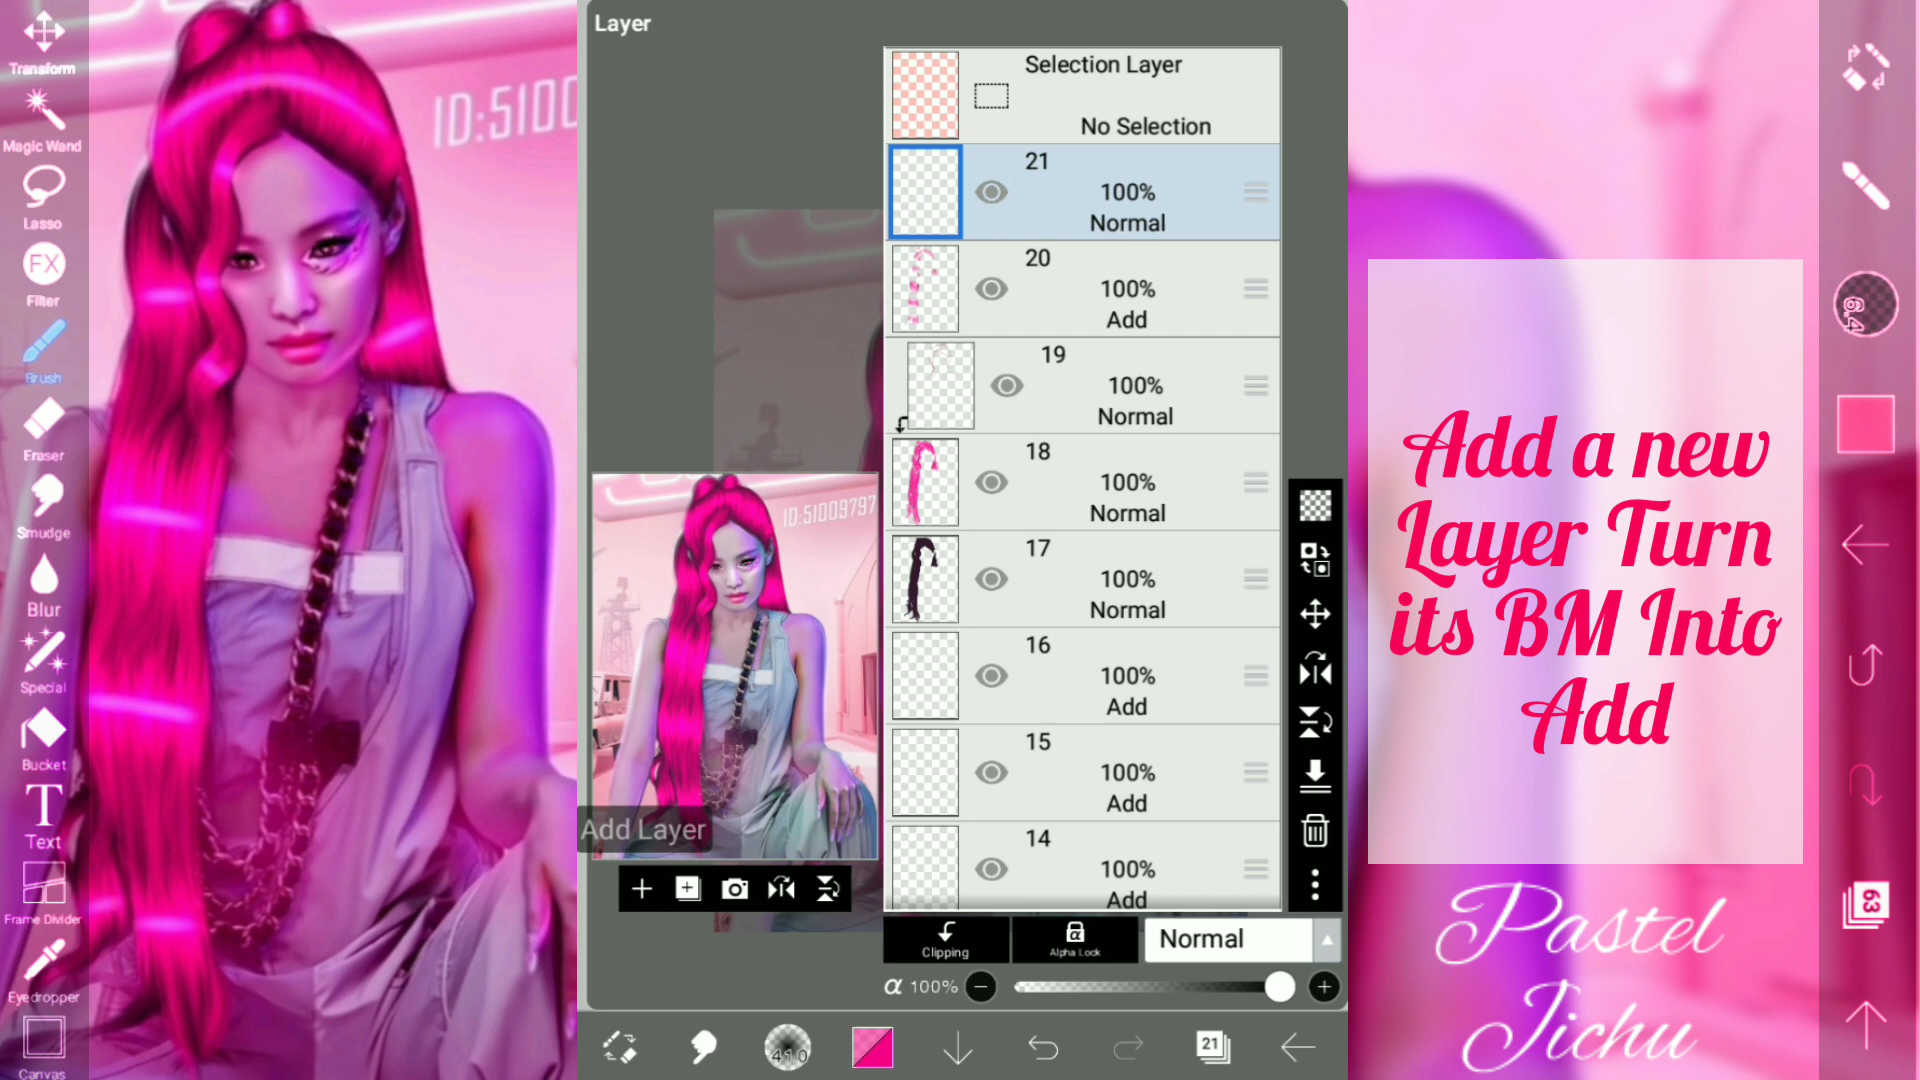 Transform
Magic Wand
Lasso
FX
Filter
Brush
Eraser
Smudge
Blur
Special
Bucket
T
Text
Frame Divider
Eyedropper
Canvas
ID:5100
Layer
Selection Layer
No Selection
21
100%
Normal
20
100%
Add
19
100%
Normal
18
100%
Normal
17
100%
Normal
16
100%
Add
15
100%
Add
14
100%
Add
ID:51009797
Add Layer
Clipping
α
Alpha Lock
Normal
α 100%
410
21
Add a new
Layer Turn
its BM Into
Add
Pastel
Jichu
6.4
63